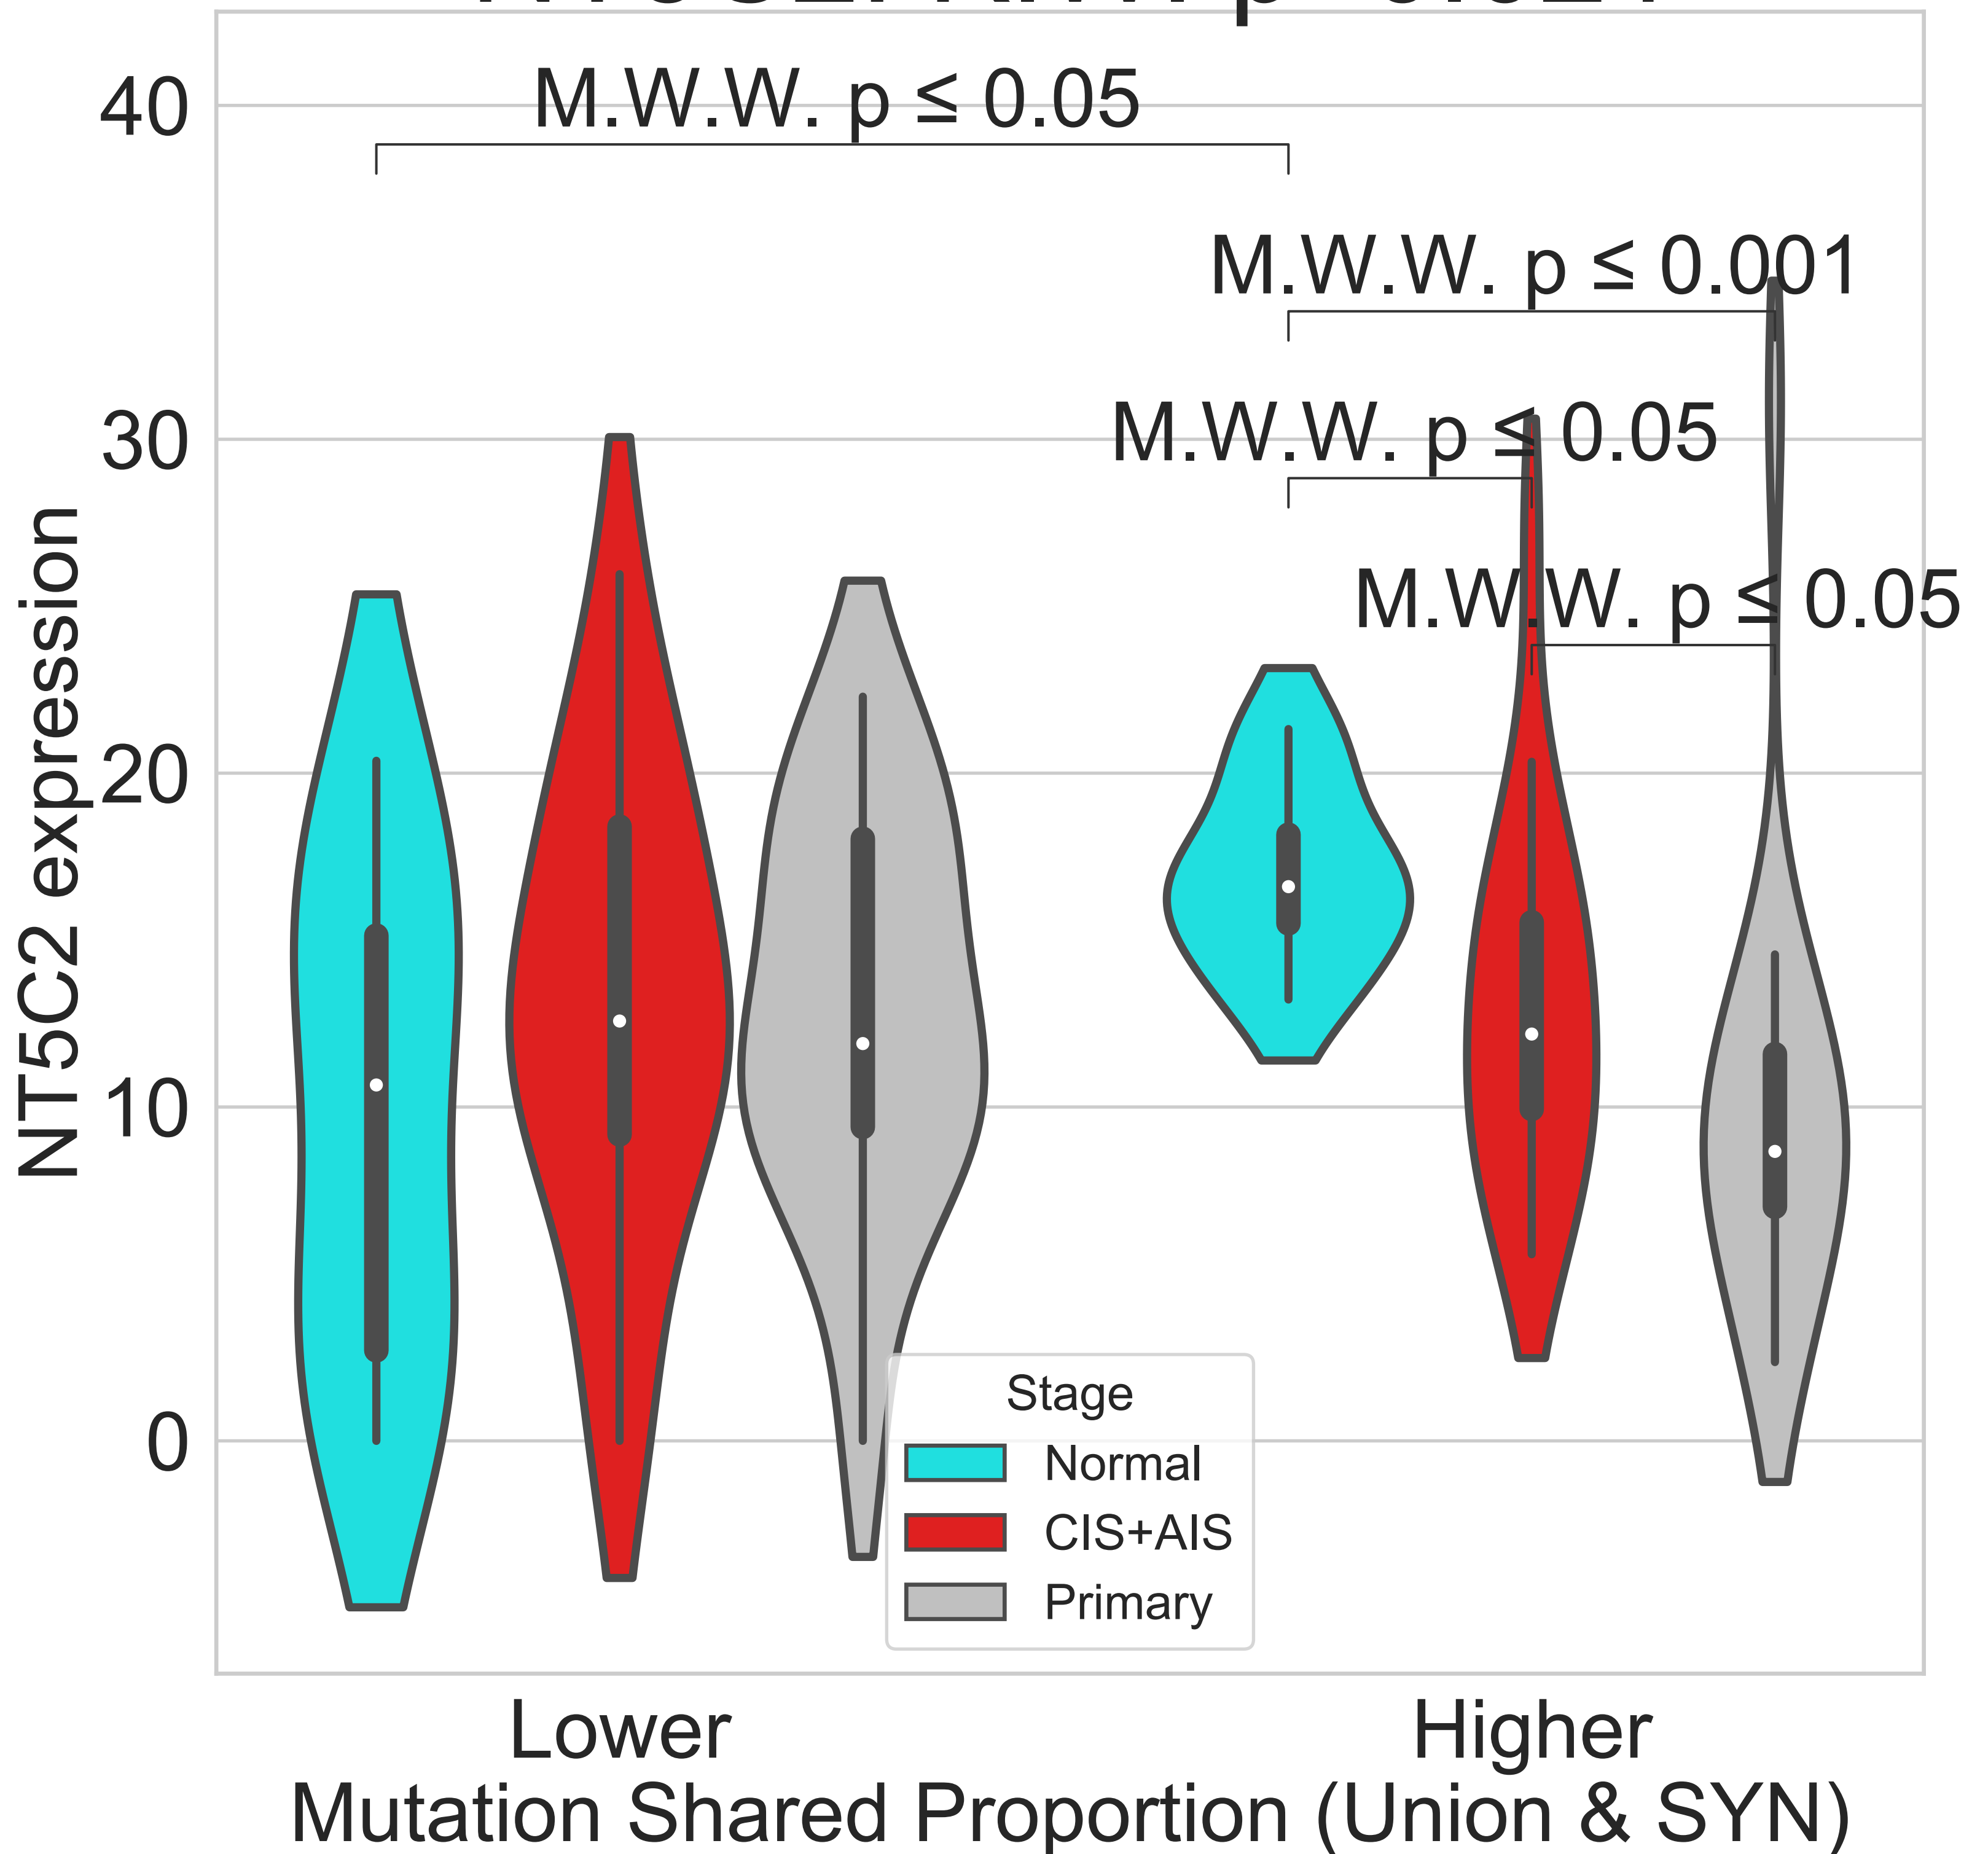 40
M.W.W. p ≤ 0.05
M.W.W. p ≤ 0.001
30
M.W.W. p ≤ 0.05
M.W.W. p ≤ 0.05
NT5C2 expression
20
10
0
Stage
Normal
CIS+AIS
Primary
Lower
Higher
Mutation Shared Proportion (Union & SYN)